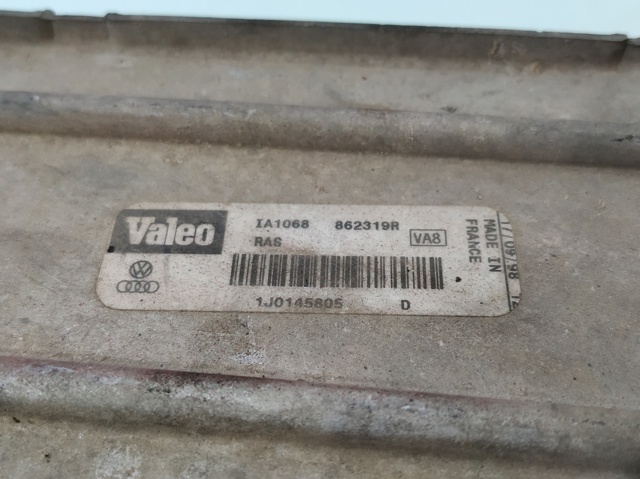 Valeo
IA1068 862319R
RAS
VA8
1J0145805 D
MADE IN
FRANCE